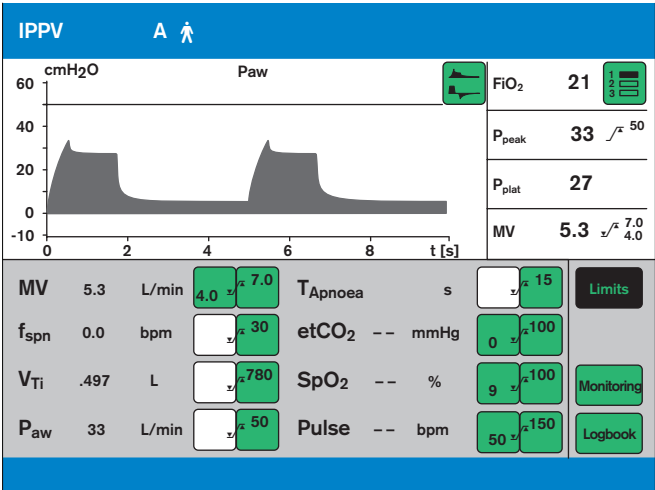 IPPV A
cmH2O Paw
60
40
20
0
-10
0 2 4 6 8 t [s]
FiO2 21 1 2 3
Ppeak 33 50
Pplat 27
MV 5.3 7.0 4.0
MV 5.3 L/min 4.0 7.0 TApnoea s 15 Limits
fspn 0.0 bpm 30 etCO2 -- mmHg 0 100
VTi .497 L 780 SpO2 -- % 9 100 Monitoring
Paw 33 L/min 50 Pulse -- bpm 50 150 Logbook